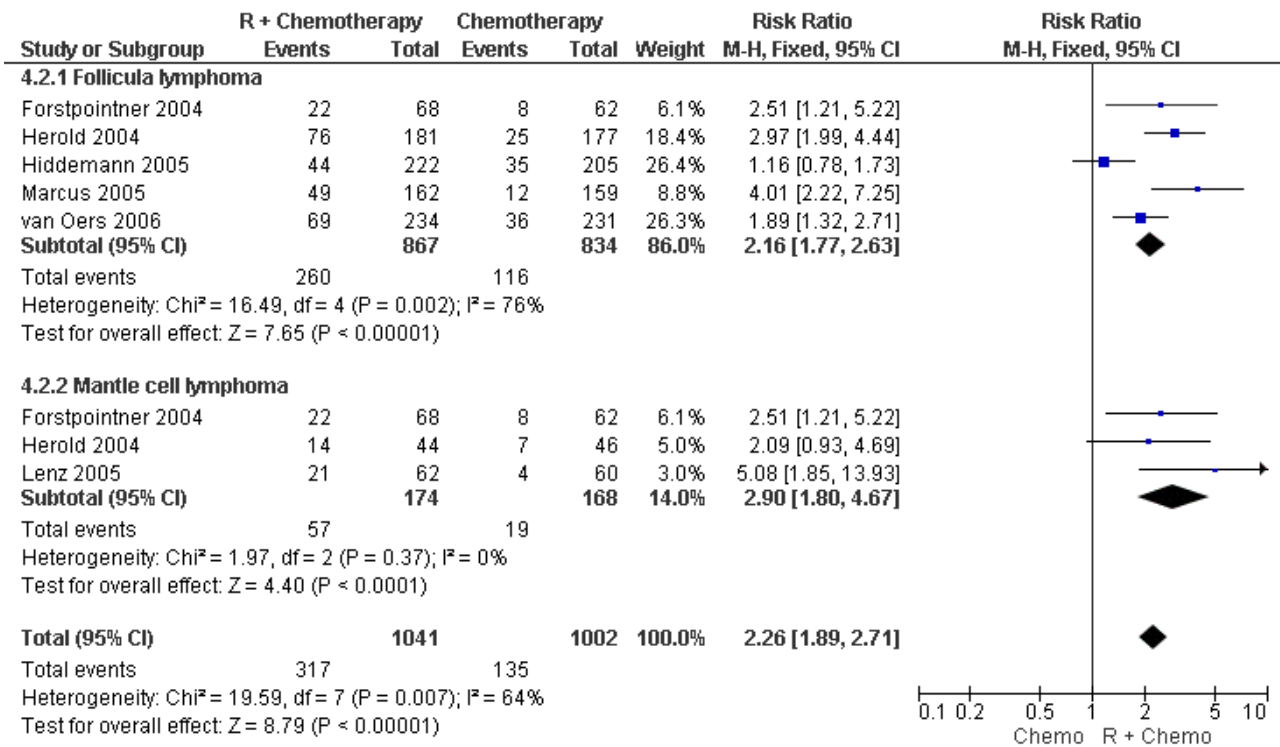 R + Chemotherapy Chemotherapy Risk Ratio Risk Ratio
Study or Subgroup Events Total Events Total Weight M-H, Fixed, 95% CI M-H, Fixed, 95% CI
4.2.1 Follicula lymphoma
Forstpointner 2004 22 68 8 62 6.1% 2.51 [1.21, 5.22]
Herold 2004 76 181 25 177 18.4% 2.97 [1.99, 4.44]
Hiddemann 2005 44 222 35 205 26.4% 1.16 [0.78, 1.73]
Marcus 2005 49 162 12 159 8.8% 4.01 [2.22, 7.25]
van Oers 2006 69 234 36 231 26.3% 1.89 [1.32, 2.71]
Subtotal (95% CI) 867 834 86.0% 2.16 [1.77, 2.63]
Total events 260 116
Heterogeneity: Chi² = 16.49, df = 4 (P = 0.002); I² = 76%
Test for overall effect: Z = 7.65 (P < 0.00001)
4.2.2 Mantle cell lymphoma
Forstpointner 2004 22 68 8 62 6.1% 2.51 [1.21, 5.22]
Herold 2004 14 44 7 46 5.0% 2.09 [0.93, 4.69]
Lenz 2005 21 62 4 60 3.0% 5.08 [1.85, 13.93]
Subtotal (95% CI) 174 168 14.0% 2.90 [1.80, 4.67]
Total events 57 19
Heterogeneity: Chi² = 1.97, df = 2 (P = 0.37); I² = 0%
Test for overall effect: Z = 4.40 (P < 0.0001)
Total (95% CI) 1041 1002 100.0% 2.26 [1.89, 2.71]
Total events 317 135
Heterogeneity: Chi² = 19.59, df = 7 (P = 0.007); I² = 64%
Test for overall effect: Z = 8.79 (P < 0.00001)
0.1 0.2 0.5 1 2 5 10
Chemo R + Chemo